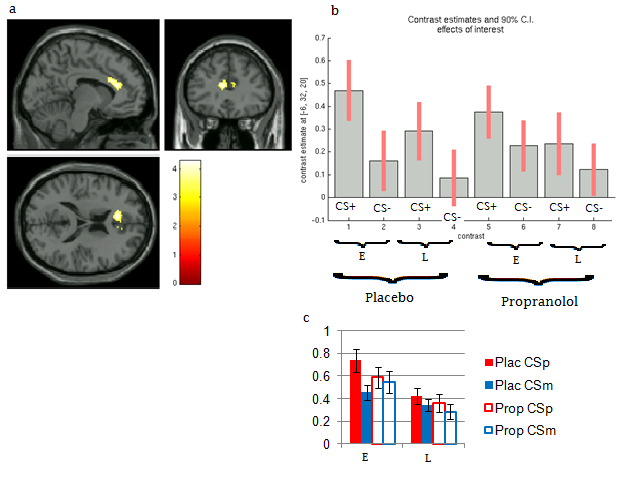 a
b
Contrast estimates and 90% C.I.
effects of interest
contrast estimate at [-6, 32, 20]
0.7
0.6
0.5
0.4
0.3
0.2
0.1
0
-0.1
CS+ CS- CS+ CS- CS+ CS- CS+ CS-
1 2 3 4 5 6 7 8
contrast
E L E L
Placebo Propranolol
4
3
2
1
0
c
1
0.8
0.6
0.4
0.2
0
E L
Plac CSp
Plac CSm
Prop CSp
Prop CSm